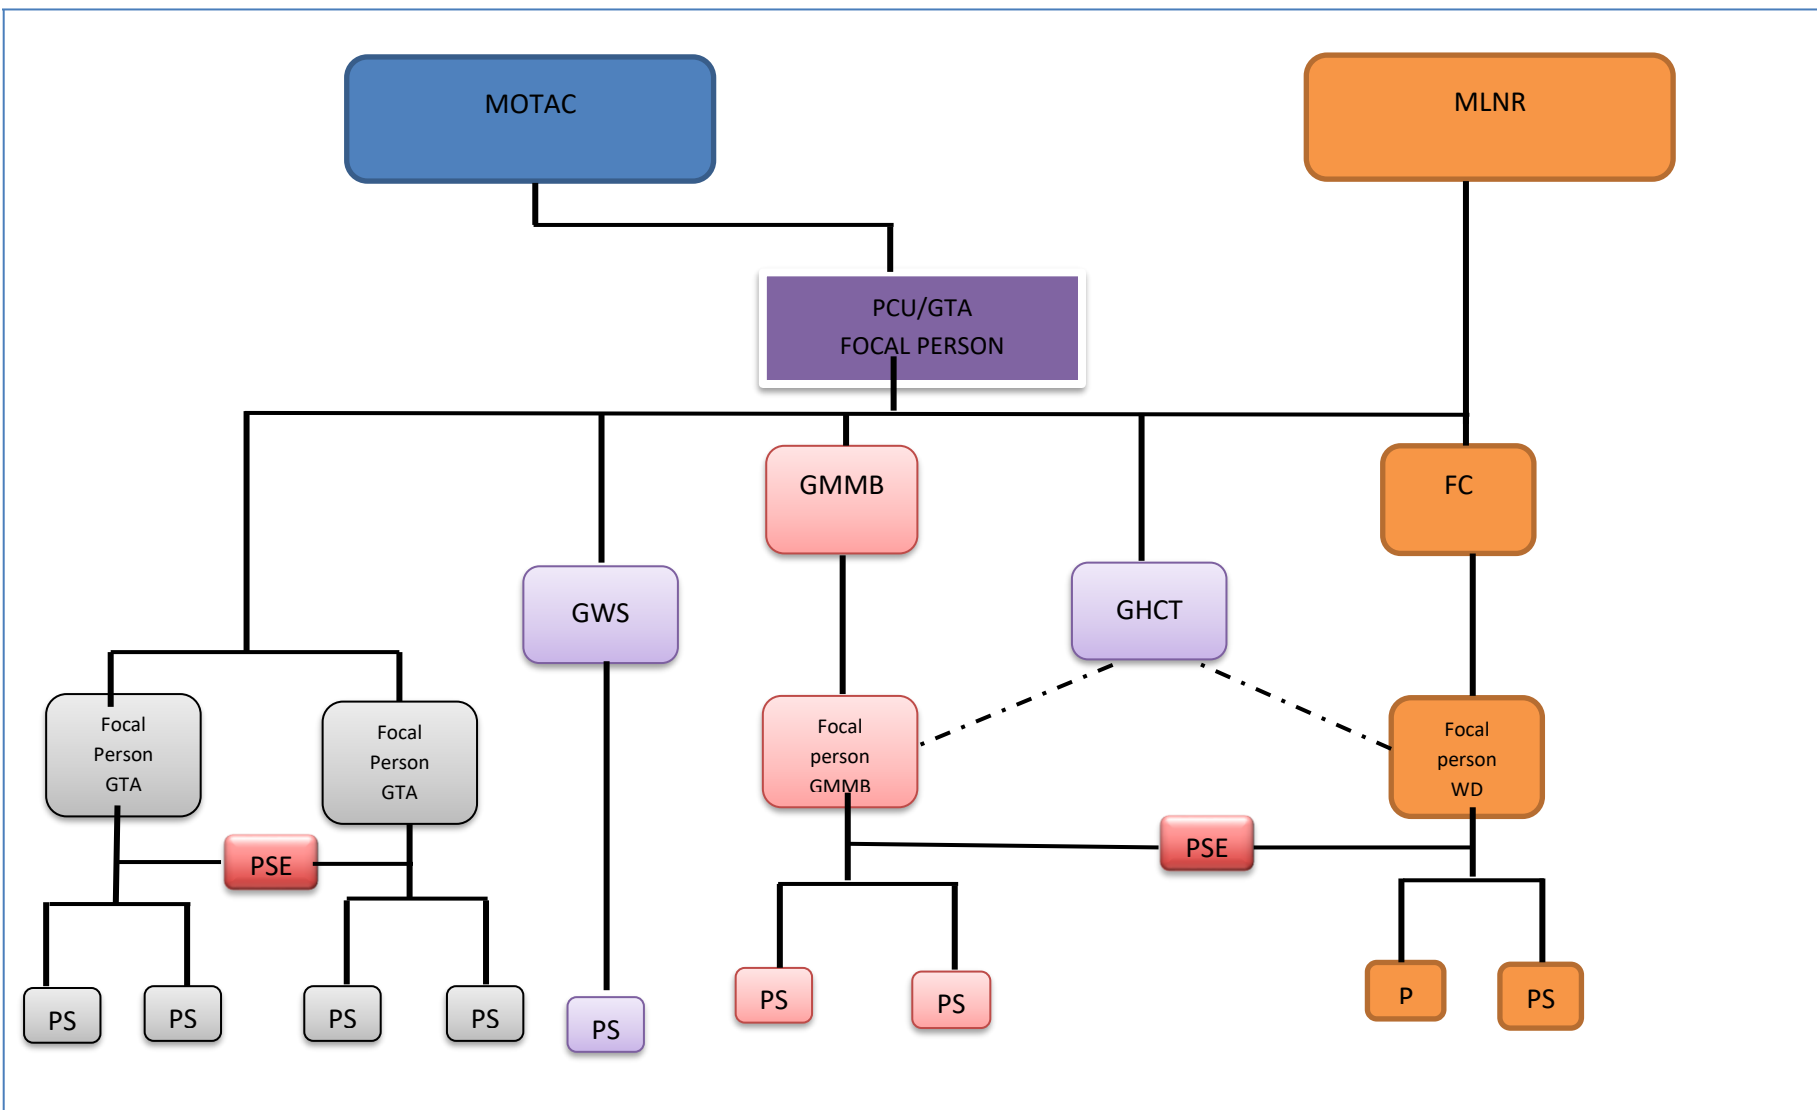 MOTAC
MLNR
PCU/GTA
FOCAL PERSON
GMMB
FC
GWS
GHCT
Focal
Person
GTA
Focal
Person
GTA
Focal
person
GMMB
Focal
person
WD
PSE
PSE
PS
PS
PS
PS
PS
PS
PS
P
PS